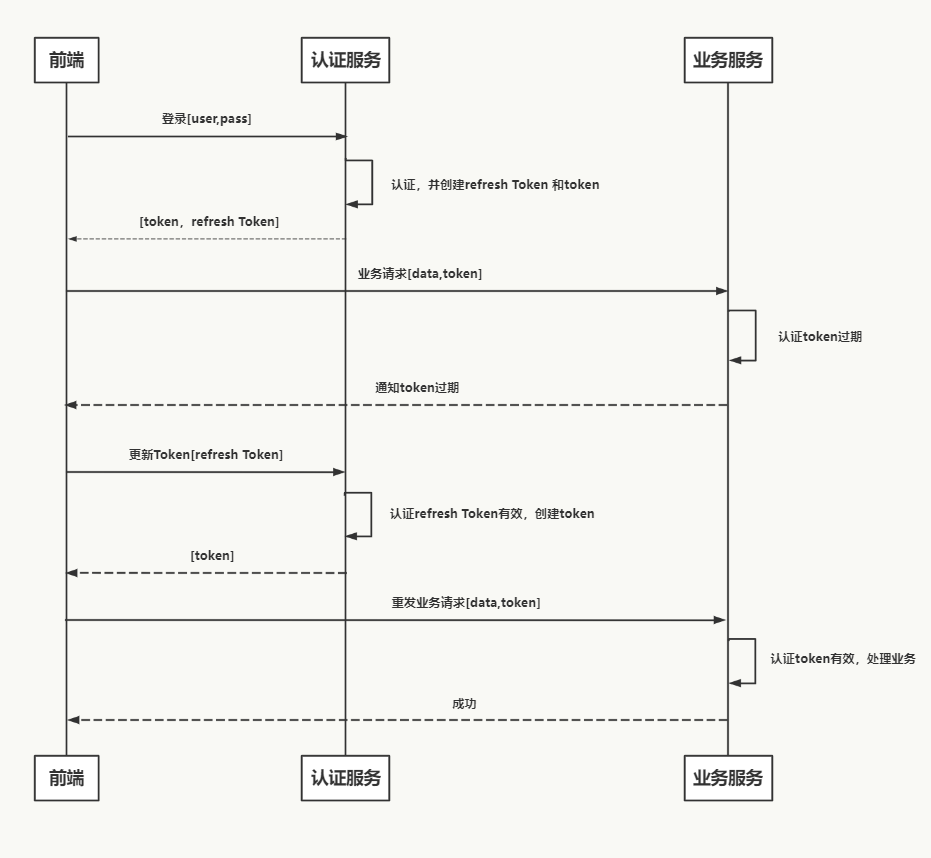 前端
认证服务
业务服务
登录[user,pass]
认证，并创建refresh Token 和token
[token，refresh Token]
业务请求[data,token]
认证token过期
通知token过期
更新Token[refresh Token]
认证refresh Token有效，创建token
[token]
重发业务请求[data,token]
认证token有效，处理业务
成功
前端
认证服务
业务服务